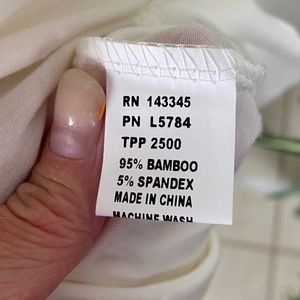 RN 143345
PN L5784
TPP 2500
95% BAMBOO
5% SPANDEX
MADE IN CHINA
MACHINE WASH